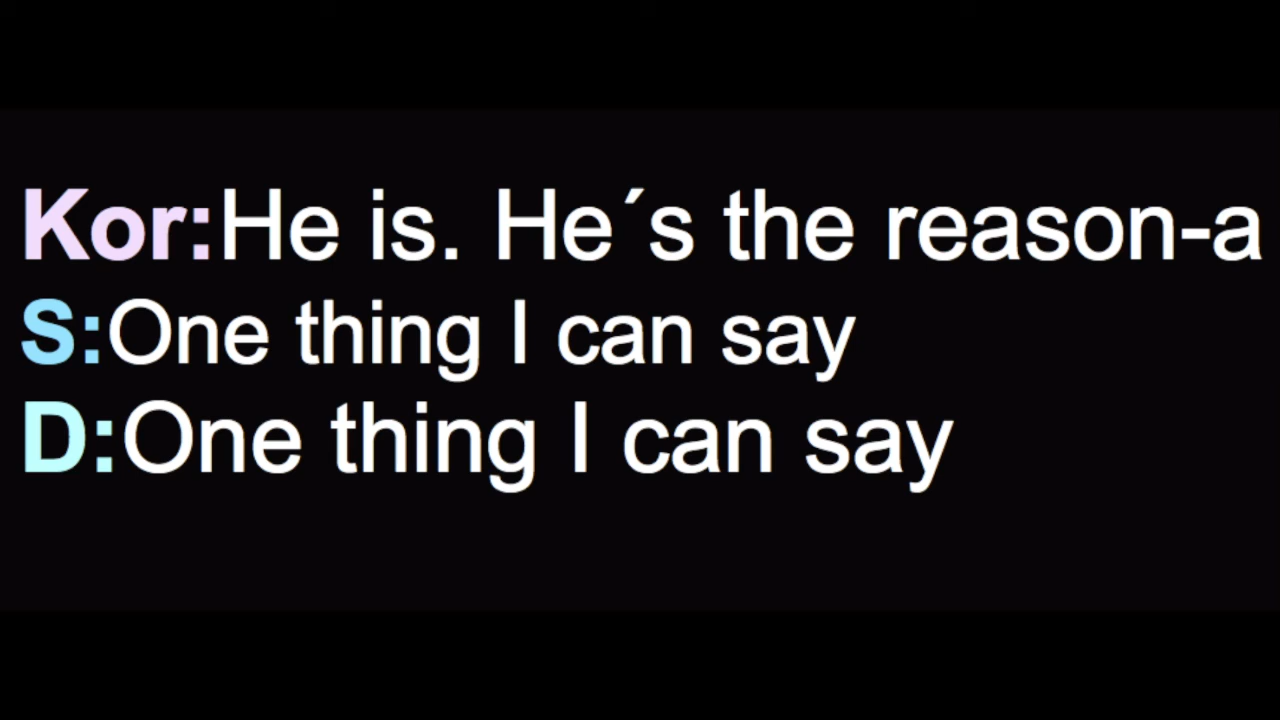 Kor:He is. He´s the reason-a
S:One thing I can say
D:One thing I can say